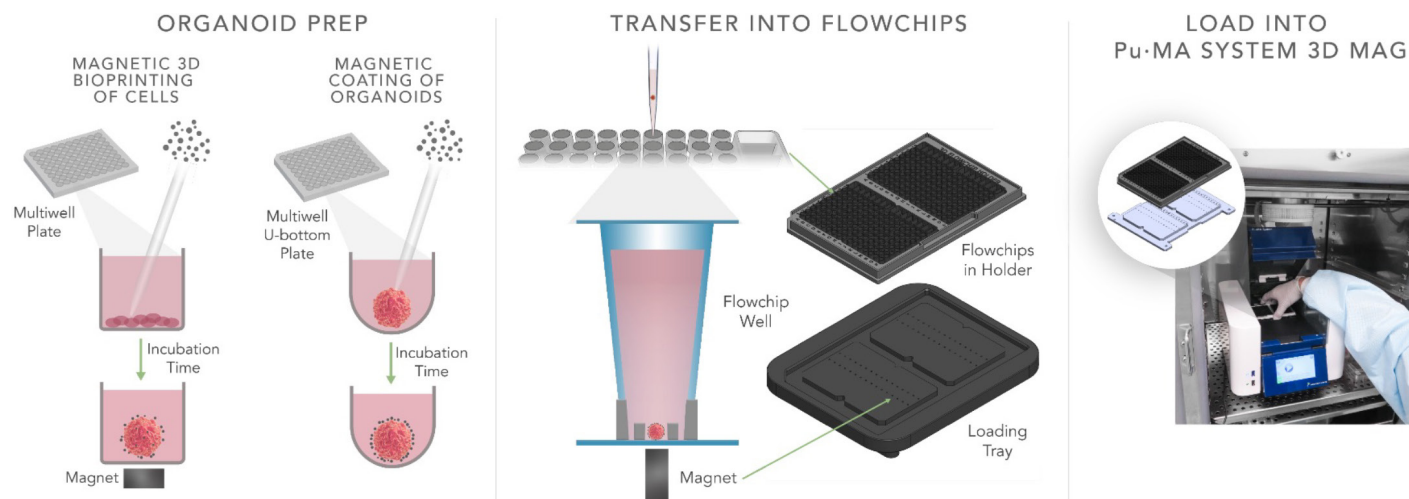 ORGANOID PREP
MAGNETIC 3D
BIOPRINTING
OF CELLS
MAGNETIC
COATING OF
ORGANOIDS
Multiwell
Plate
Multiwell
U-bottom
Plate
Incubation
Time
Incubation
Time
Magnet
TRANSFER INTO FLOWCHIPS
Flowchips
in Holder
Flowchip
Well
Loading
Tray
Magnet
LOAD INTO
Pu·MA SYSTEM 3D MAG